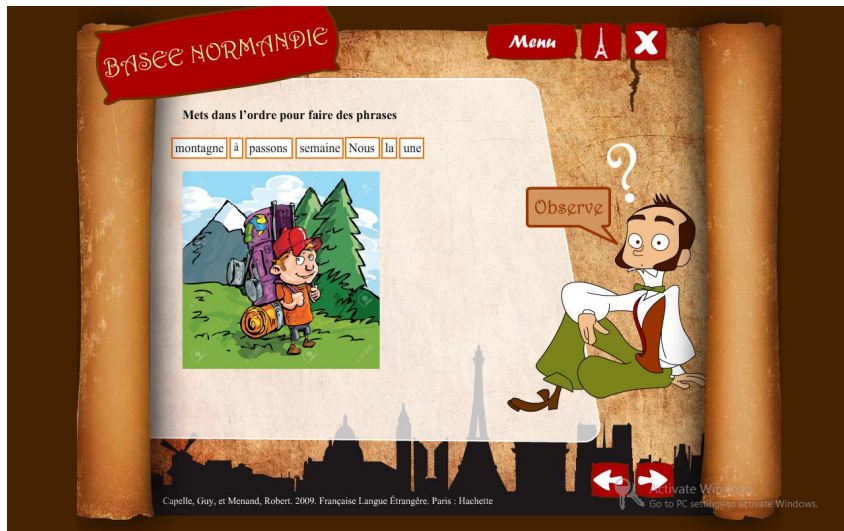 BASEE NORMANDIE
Menu
X
Mets dans l'ordre pour faire des phrases
montagne à passons semaine Nous la une
?
Observe
Capelle, Guy, et Menand, Robert. 2009. Française Langue Étrangêre. Paris : Hachette
Activate Windows
Go to PC settings to activate Windows.